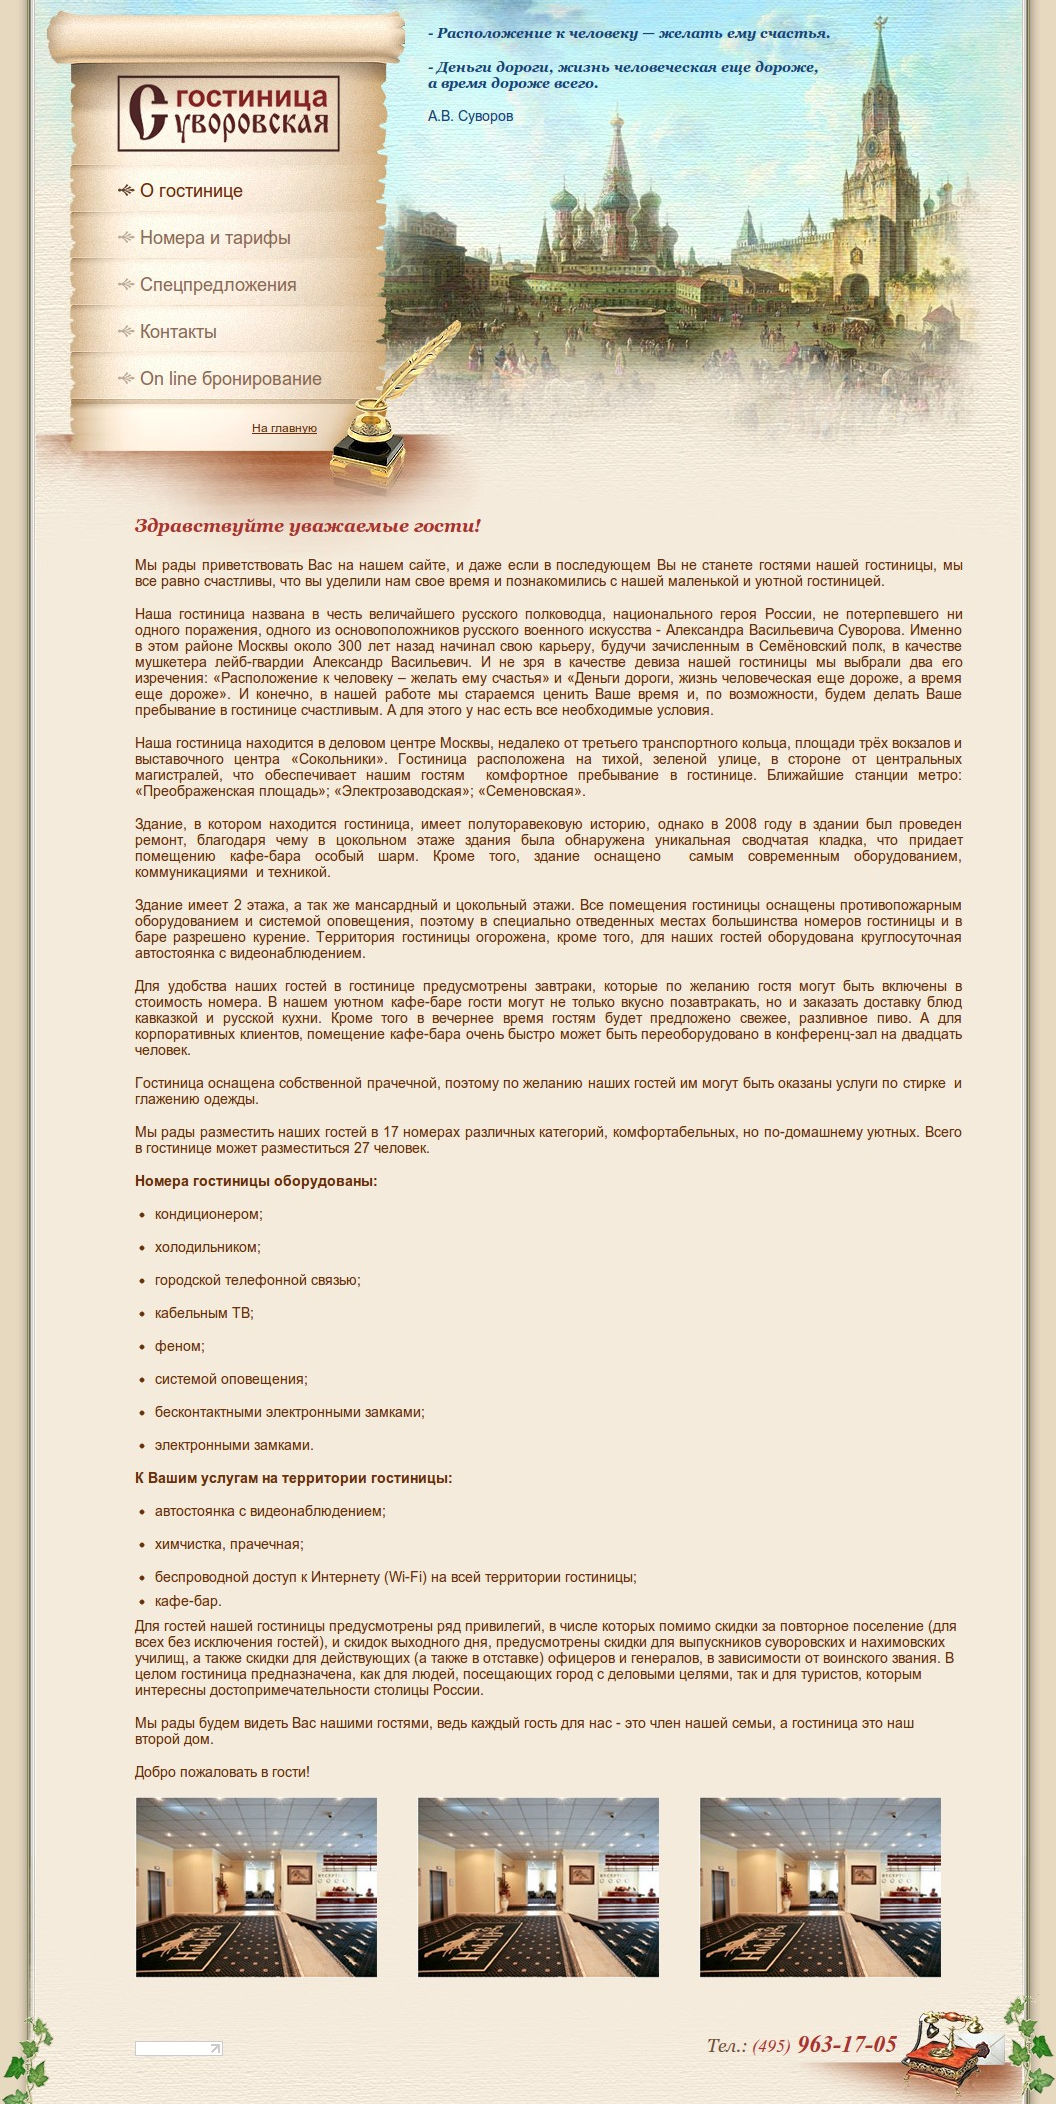 - Расположение к человеку — желать ему счастья.
- Деньги дороги, жизнь человеческая еще дороже,
а время дороже всего.
А.В. Суворов
гостиница
Суворовская
О гостинице
Номера и тарифы
Спецпредложения
Контакты
On line бронирование
На главную
Здравствуйте уважаемые гости!
Мы рады приветствовать Вас на нашем сайте, и даже если в последующем Вы не станете гостями нашей гостиницы, мы
все равно счастливы, что вы уделили нам свое время и познакомились с нашей маленькой и уютной гостиницей.
Наша гостиница названа в честь величайшего русского полководца, национального героя России, не потерпевшего ни
одного поражения, одного из основоположников русского военного искусства - Александра Васильевича Суворова. Именно
в этом районе Москвы около 300 лет назад начинал свою карьеру, будучи зачисленным в Семёновский полк, в качестве
мушкетера лейб-гвардии Александр Васильевич. И не зря в качестве девиза нашей гостиницы мы выбрали два его
изречения: «Расположение к человеку – желать ему счастья» и «Деньги дороги, жизнь человеческая еще дороже, а время
еще дороже». И конечно, в нашей работе мы стараемся ценить Ваше время и, по возможности, будем делать Ваше
пребывание в гостинице счастливым. А для этого у нас есть все необходимые условия.
Наша гостиница находится в деловом центре Москвы, недалеко от третьего транспортного кольца, площади трёх вокзалов и
выставочного центра «Сокольники». Гостиница расположена на тихой, зеленой улице, в стороне от центральных
магистралей, что обеспечивает нашим гостям комфортное пребывание в гостинице. Ближайшие станции метро:
«Преображенская площадь»; «Электрозаводская»; «Семеновская».
Здание, в котором находится гостиница, имеет полуторавековую историю, однако в 2008 году в здании был проведен
ремонт, благодаря чему в цокольном этаже здания была обнаружена уникальная сводчатая кладка, что придает
помещению кафе-бара особый шарм. Кроме того, здание оснащено самым современным оборудованием,
коммуникациями и техникой.
Здание имеет 2 этажа, а так же мансардный и цокольный этажи. Все помещения гостиницы оснащены противопожарным
оборудованием и системой оповещения, поэтому в специально отведенных местах большинства номеров гостиницы и в
баре разрешено курение. Территория гостиницы огорожена, кроме того, для наших гостей оборудована круглосуточная
автостоянка с видеонаблюдением.
Для удобства наших гостей в гостинице предусмотрены завтраки, которые по желанию гостя могут быть включены в
стоимость номера. В нашем уютном кафе-баре гости могут не только вкусно позавтракать, но и заказать доставку блюд
кавказкой и русской кухни. Кроме того в вечернее время гостям будет предложено свежее, разливное пиво. А для
корпоративных клиентов, помещение кафе-бара очень быстро может быть переоборудовано в конференц-зал на двадцать
человек.
Гостиница оснащена собственной прачечной, поэтому по желанию наших гостей им могут быть оказаны услуги по стирке и
глажению одежды.
Мы рады разместить наших гостей в 17 номерах различных категорий, комфортабельных, но по-домашнему уютных. Всего
в гостинице может разместиться 27 человек.
Номера гостиницы оборудованы:
• кондиционером;
• холодильником;
• городской телефонной связью;
• кабельным ТВ;
• феном;
• системой оповещения;
• бесконтактными электронными замками;
• электронными замками.
К Вашим услугам на территории гостиницы:
• автостоянка с видеонаблюдением;
• химчистка, прачечная;
• беспроводной доступ к Интернету (Wi-Fi) на всей территории гостиницы;
• кафе-бар.
Для гостей нашей гостиницы предусмотрены ряд привилегий, в числе которых помимо скидки за повторное поселение (для
всех без исключения гостей), и скидок выходного дня, предусмотрены скидки для выпускников суворовских и нахимовских
училищ, а также скидки для действующих (а также в отставке) офицеров и генералов, в зависимости от воинского звания. В
целом гостиница предназначена, как для людей, посещающих город с деловыми целями, так и для туристов, которым
интересны достопримечательности столицы России.
Мы рады будем видеть Вас нашими гостями, ведь каждый гость для нас - это член нашей семьи, а гостиница это наш
второй дом.
Добро пожаловать в гости!
Тел.: (495) 963-17-05